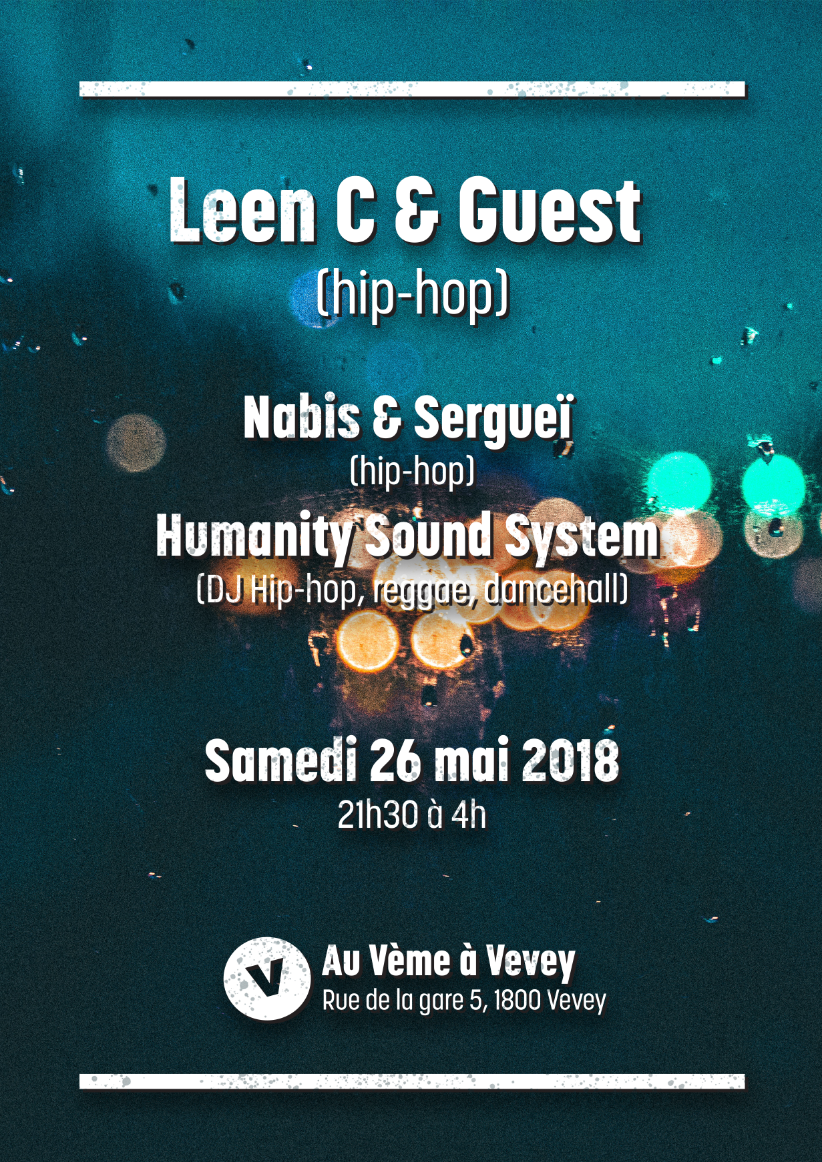 Leen C & Guest
(hip-hop)
Nabis & Sergueï
(hip-hop)
Humanity Sound System
(DJ Hip-hop, reggae, dancehall)
Samedi 26 mai 2018
21h30 à 4h
V
Au Vème à Vevey
Rue de la gare 5, 1800 Vevey